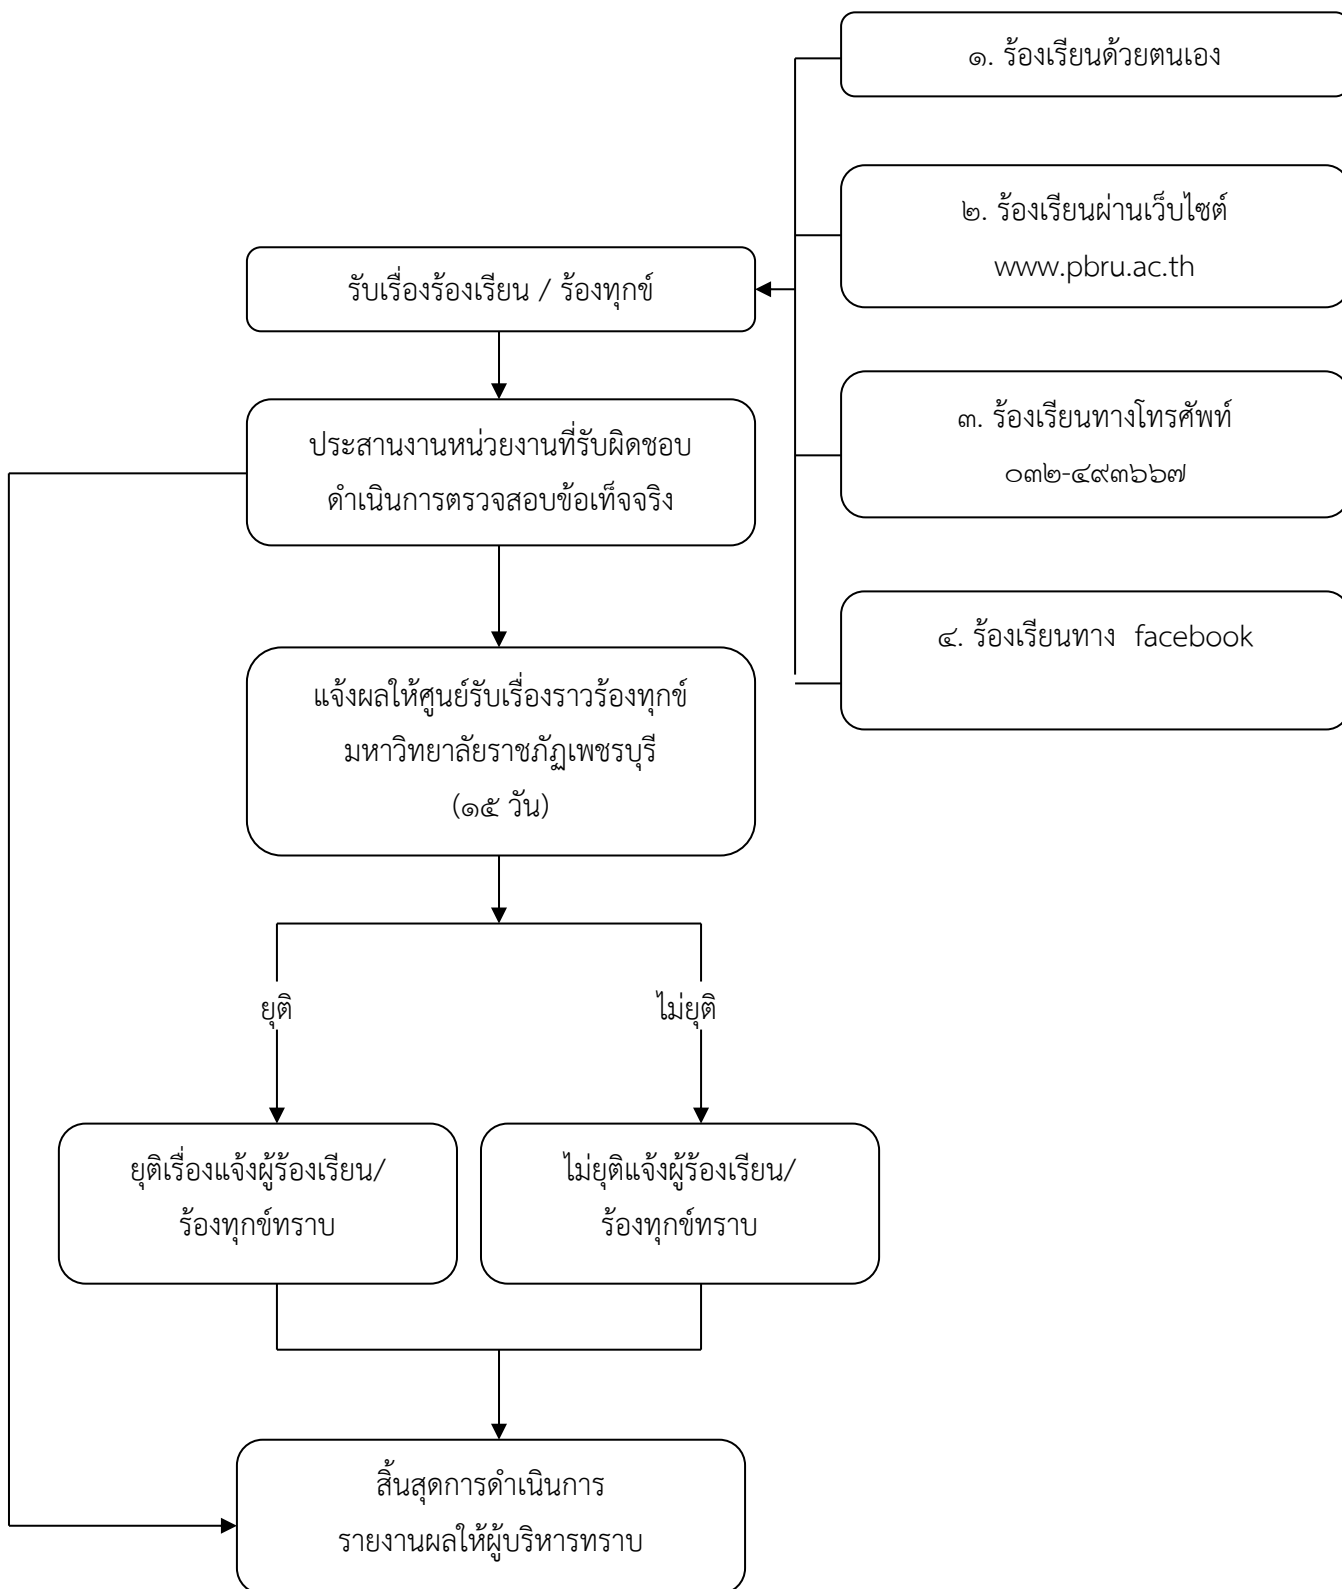 ๑. ร้องเรียนด้วยตนเอง
๒. ร้องเรียนผ่านเว็บไซต์
www.pbru.ac.th
รับเรื่องร้องเรียน / ร้องทุกข์
๓. ร้องเรียนทางโทรศัพท์
๐๓๒-๔๙๓๖๖๗
ประสานงานหน่วยงานที่รับผิดชอบ
ดำเนินการตรวจสอบข้อเท็จจริง
๔. ร้องเรียนทาง facebook
แจ้งผลให้ศูนย์รับเรื่องราวร้องทุกข์
มหาวิทยาลัยราชภัฏเพชรบุรี
(๑๕ วัน)
ยุติ
ไม่ยุติ
ยุติเรื่องแจ้งผู้ร้องเรียน/
ร้องทุกข์ทราบ
ไม่ยุติแจ้งผู้ร้องเรียน/
ร้องทุกข์ทราบ
สิ้นสุดการดำเนินการ
รายงานผลให้ผู้บริหารทราบ